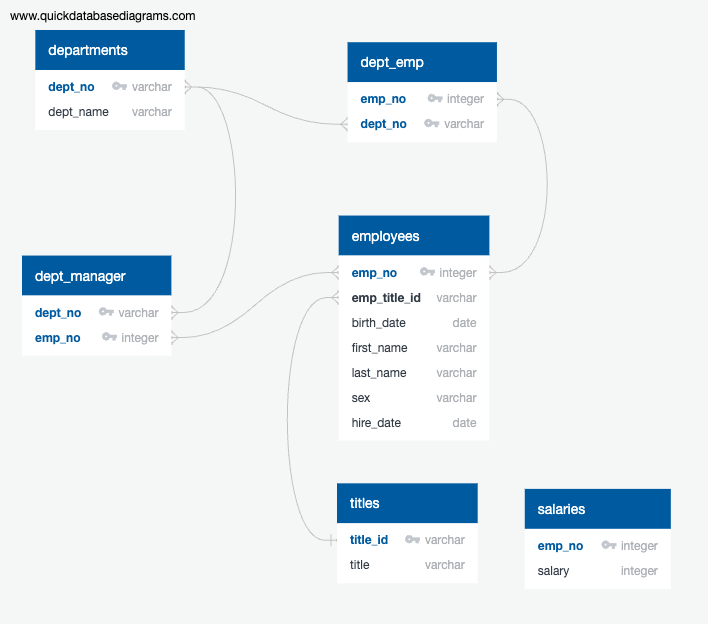 www.quickdatabasediagrams.com
departments
dept_no varchar
dept_name varchar
dept_emp
emp_no integer
dept_no varchar
employees
emp_no integer
emp_title_id varchar
birth_date date
first_name varchar
last_name varchar
sex varchar
hire_date date
dept_manager
dept_no varchar
emp_no integer
titles
title_id varchar
title varchar
salaries
emp_no integer
salary integer